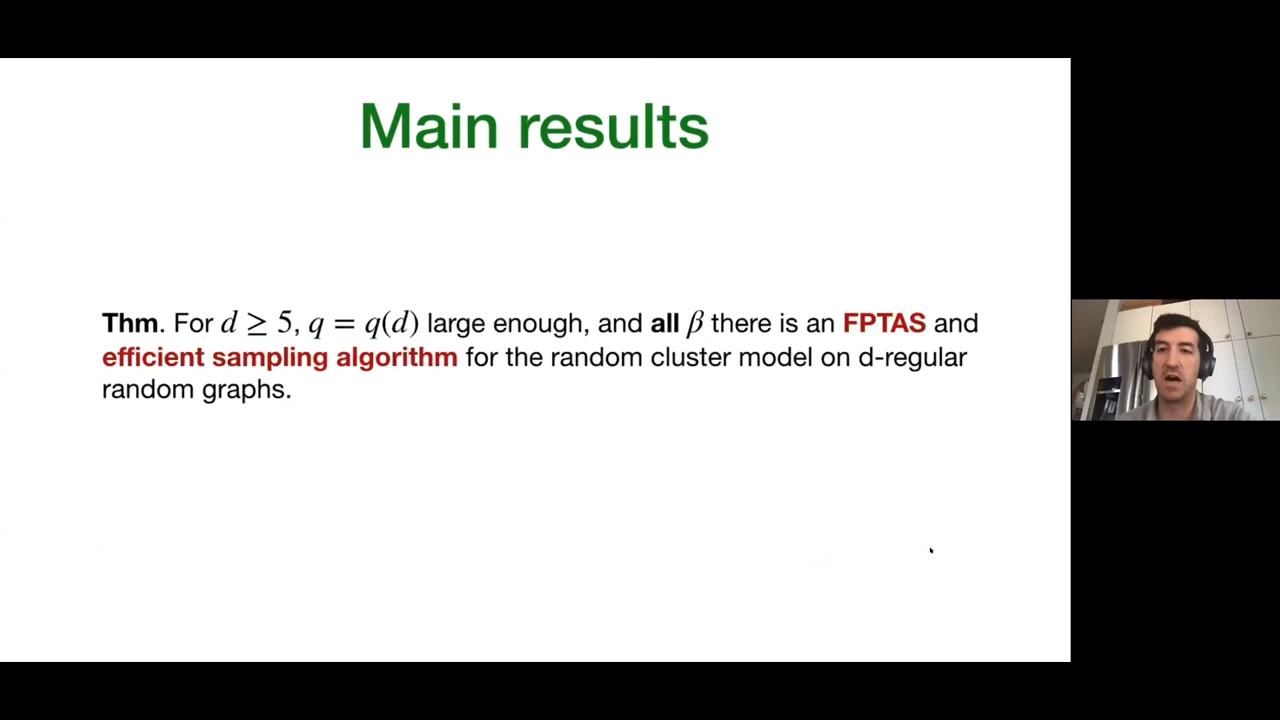 Main results
Thm. For d ≥ 5, q = q(d) large enough, and all β there is an FPTAS and
efficient sampling algorithm for the random cluster model on d-regular
random graphs.